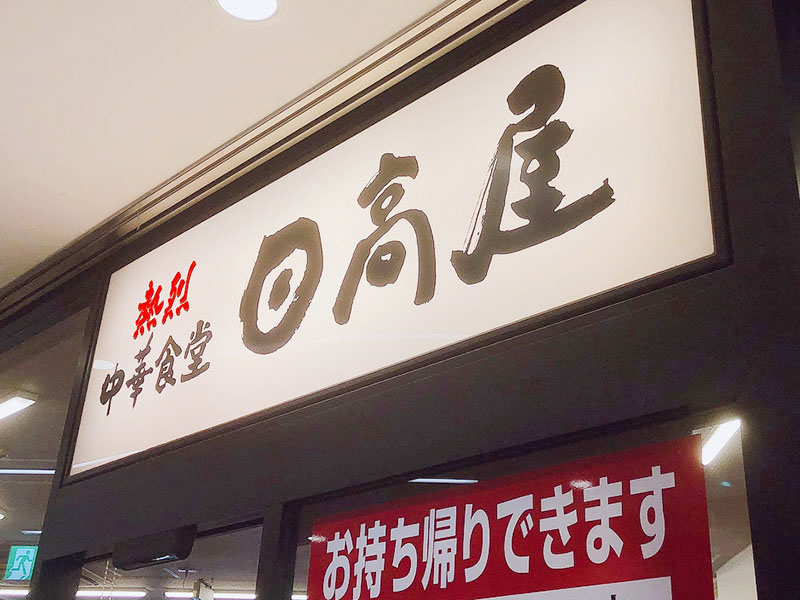 熱烈
中華食堂
日高屋
お持ち帰りできます